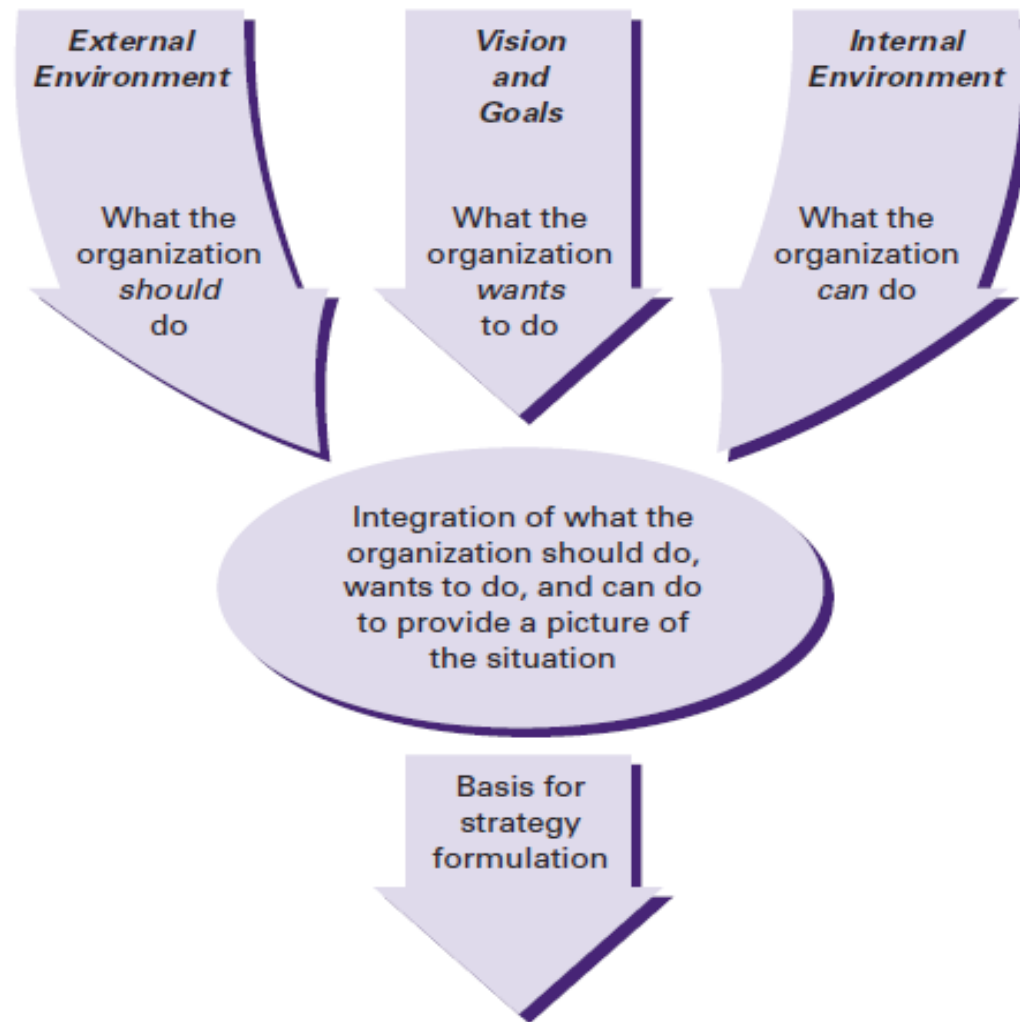 External
Environment
What the
organization
should
do
Vision
and
Goals
What the
organization
wants
to do
Internal
Environment
What the
organization
can do
Integration of what the
organization should do,
wants to do, and can do
to provide a picture of
the situation
Basis for
strategy
formulation